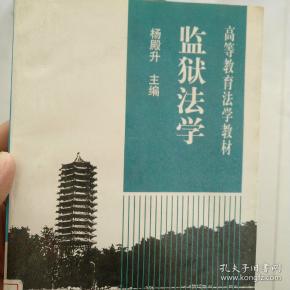 高等教育法学教材
监狱法学
杨殿升 主编
孔夫子旧书网